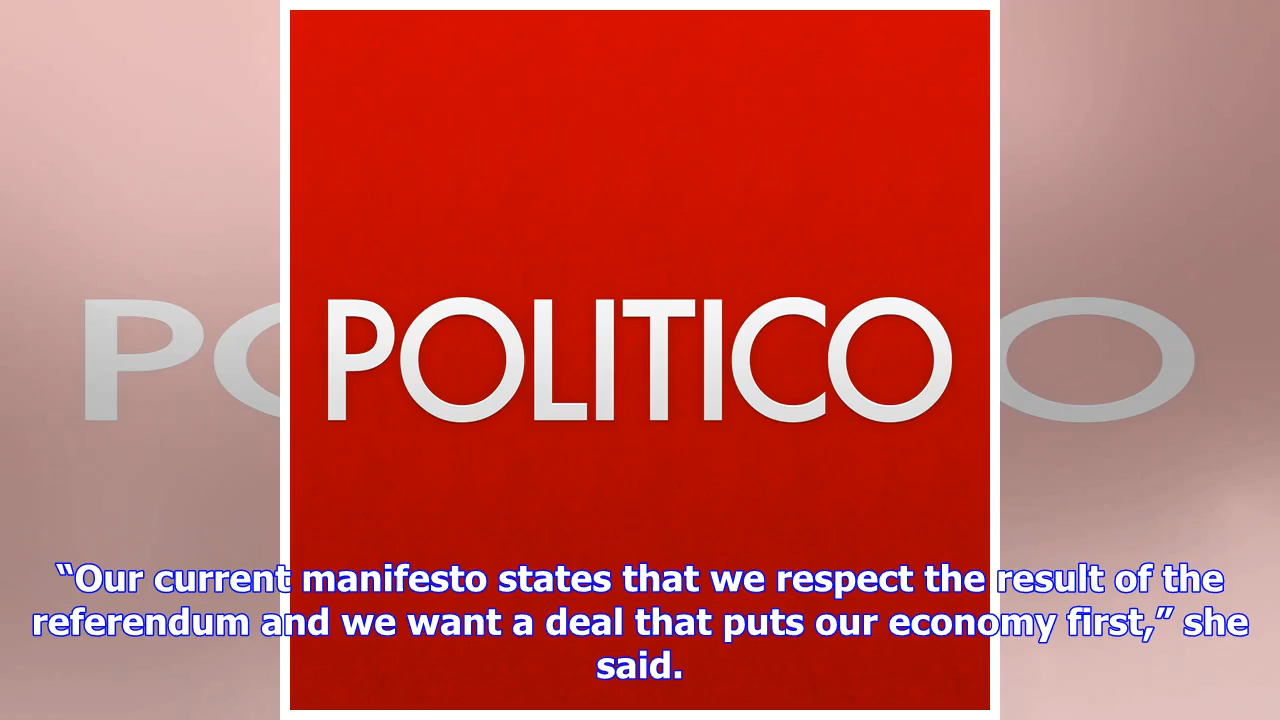 POLITICO
“Our current manifesto states that we respect the result of the
referendum and we want a deal that puts our economy first,” she
said.